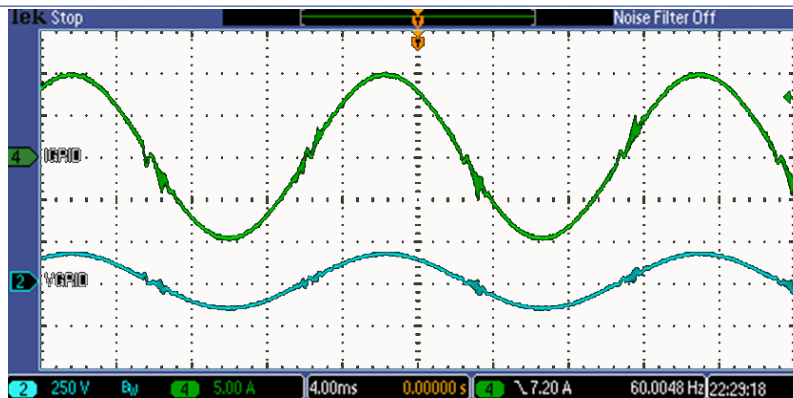 Tek Stop Noise Filter Off
4 IGRID
2 VGRID
2 250 V BW 4 5.00 A 4.00ms 0.00000 s 4 7.20 A 60.0048 Hz 22:29:18